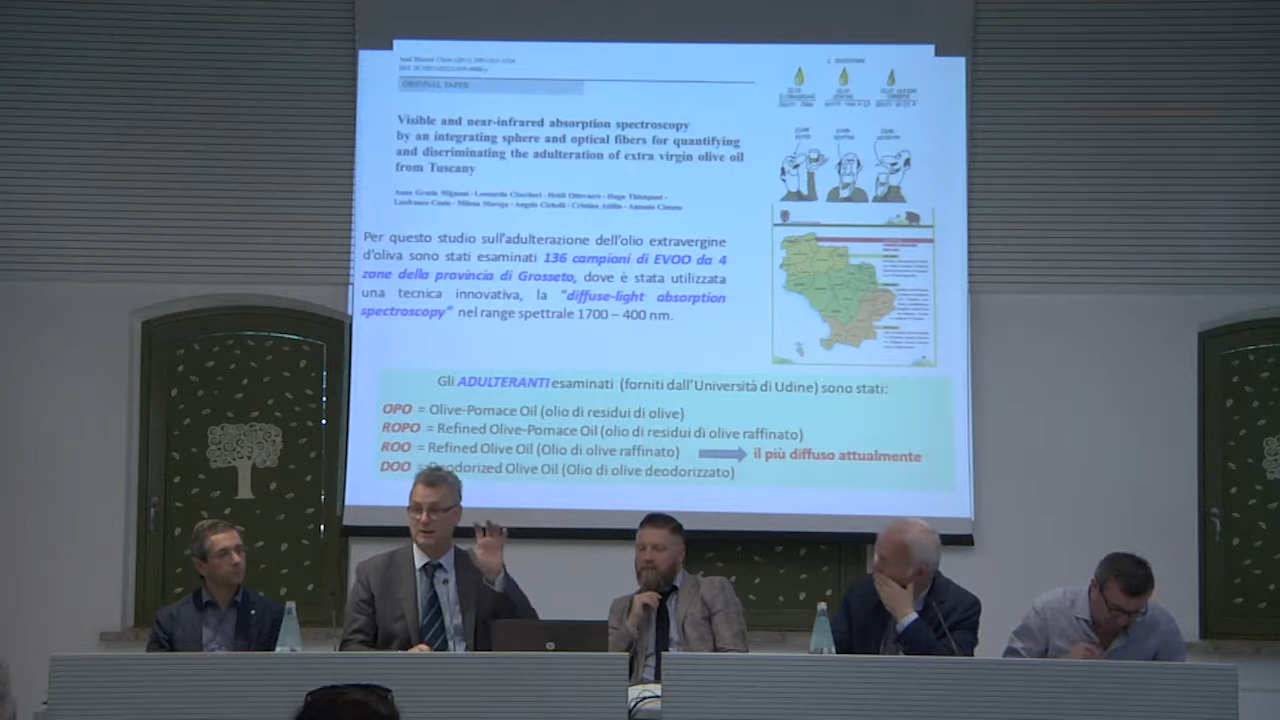 ORIGINAL PAPER
Visible and near-infrared absorption spectroscopy
by an integrating sphere and optical fibers for quantifying
and discriminating the adulteration of extra virgin olive oil
from Tuscany
Per questo studio sull'adulterazione dell'olio extravergine
d'oliva sono stati esaminati 136 campioni di EVOO da 4
zone della provincia di Grosseto, dove è stata utilizzata
una tecnica innovativa, la "diffuse-light absorption
spectroscopy" nel range spettrale 1700 – 400 nm.
Gli ADULTERANTI esaminati (forniti dall'Università di Udine) sono stati:
OPO = Olive-Pomace Oil (olio di residui di olive)
ROPO = Refined Olive-Pomace Oil (olio di residui di olive raffinato)
ROO = Refined Olive Oil (Olio di olive raffinato) il più diffuso attualmente
DOO = Deodorized Olive Oil (Olio di olive deodorizzato)